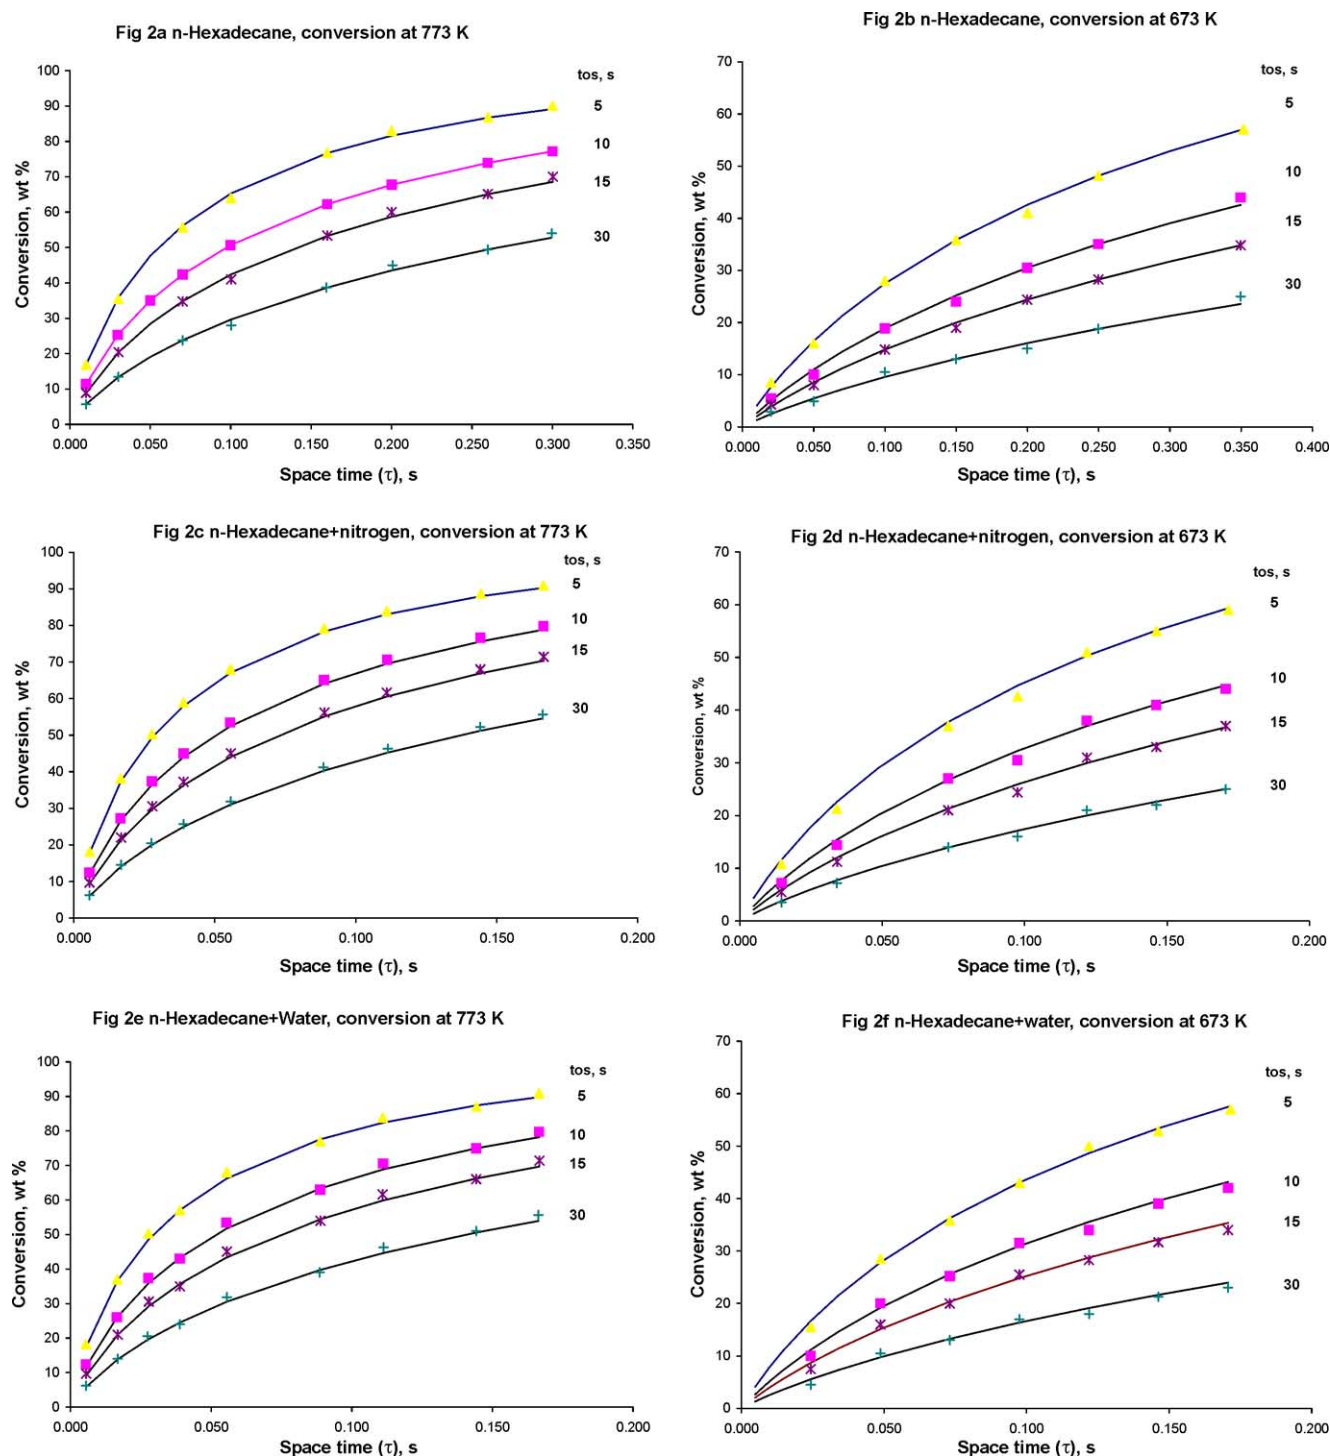 Fig 2a n-Hexadecane, conversion at 773 K
tos, s
100
90
80
70
60
50
40
30
20
10
0
Conversion, wt %
5
10
15
30
0.000 0.050 0.100 0.150 0.200 0.250 0.300 0.350
Space time (τ), s
Fig 2b n-Hexadecane, conversion at 673 K
tos, s
70
60
50
40
30
20
10
0
Conversion, wt %
5
10
15
30
0.000 0.050 0.100 0.150 0.200 0.250 0.300 0.350 0.400
Space time (τ), s
Fig 2c n-Hexadecane+nitrogen, conversion at 773 K
tos, s
100
90
80
70
60
50
40
30
20
10
0
Conversion, wt %
5
10
15
30
0.000 0.050 0.100 0.150 0.200
Space time (τ), s
Fig 2d n-Hexadecane+nitrogen, conversion at 673 K
tos, s
70
60
50
40
30
20
10
0
Conversion, wt %
5
10
15
30
0.000 0.050 0.100 0.150 0.200
Space time (τ), s
Fig 2e n-Hexadecane+Water, conversion at 773 K
tos, s
100
90
80
70
60
50
40
30
20
10
0
Conversion, wt %
5
10
15
30
0.000 0.050 0.100 0.150 0.200
Space time (τ), s
Fig 2f n-Hexadecane+water, conversion at 673 K
tos, s
70
60
50
40
30
20
10
0
Conversion, wt %
5
10
15
30
0.000 0.050 0.100 0.150 0.200
Space time (τ), s